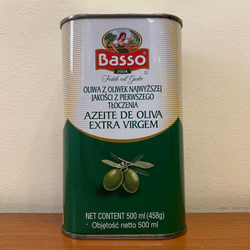 Basso
1904
Fedeli nel Gusto
OLIWA Z OLIWEK NAJWYŻSZEJ
JAKOŚCI Z PIERWSZEGO
TŁOCZENIA
AZEITE DE OLIVA
EXTRA VIRGEM
NET CONTENT 500 ml (458g)
Objętość netto 500 ml